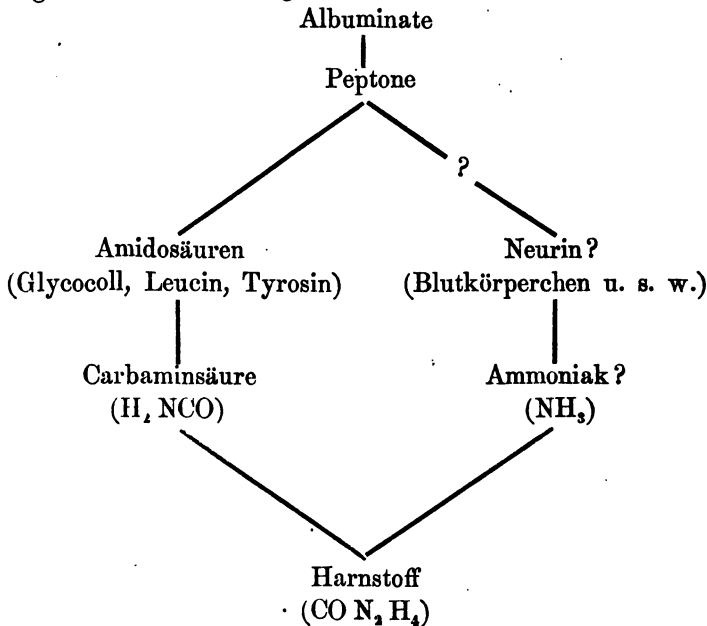 Albuminate
Peptone
?
Amidosäuren
(Glycocoll, Leucin, Tyrosin)
Neurin?
(Blutkörperchen u. s. w.)
Carbaminsäure
(H₂ NCO)
Ammoniak?
(NH₃)
Harnstoff
(CO N₂ H₄)